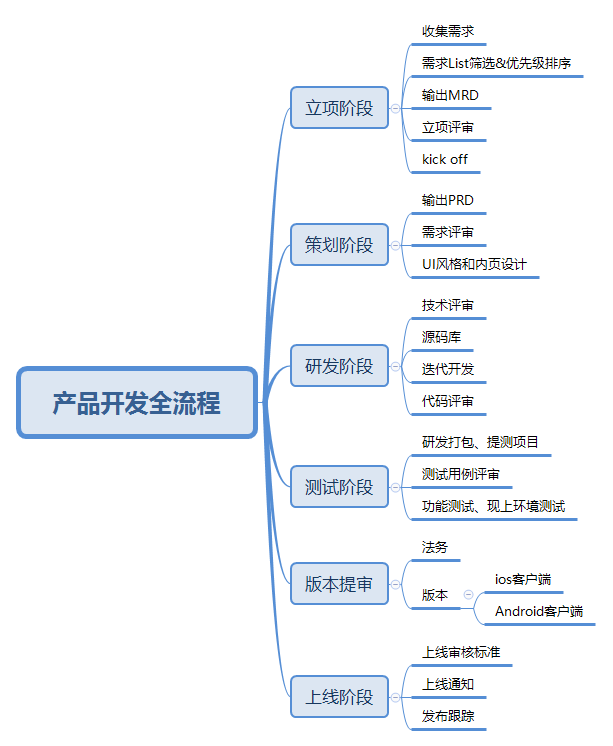 产品开发全流程
立项阶段
收集需求
需求List筛选&优先级排序
输出MRD
立项评审
kick off
策划阶段
输出PRD
需求评审
UI风格和内页设计
研发阶段
技术评审
源码库
迭代开发
代码评审
测试阶段
研发打包、提测项目
测试用例评审
功能测试、现上环境测试
版本提审
法务
版本
ios客户端
Android客户端
上线阶段
上线审核标准
上线通知
发布跟踪